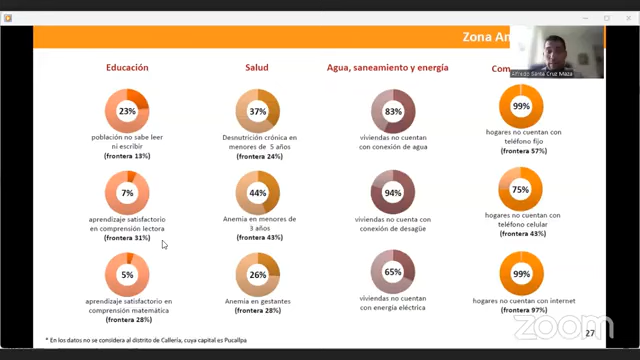 Zona Am
Educación
23%
población no sabe leer
ni escribir
(frontera 13%)
7%
aprendizaje satisfactorio
en comprensión lectora
(frontera 31%)
5%
aprendizaje satisfactorio en
comprensión matemática
(frontera 28%)
Salud
37%
Desnutrición crónica en
menores de 5 años
(frontera 24%)
44%
Anemia en menores de
3 años
(frontera 43%)
26%
Anemia en gestantes
(frontera 28%)
Agua, saneamiento y energía
83%
viviendas no cuentan
con conexión de agua
94%
viviendas no cuenta con
conexión de desagüe
65%
viviendas no cuentan
con energía eléctrica
Com
99%
hogares no cuentan con
teléfono fijo
(frontera 57%)
75%
hogares no cuentan con
teléfono celular
(frontera 43%)
99%
hogares no cuentan con internet
(frontera 97%)
Alfredo Santa Cruz Maza
* En los datos no se considera al distrito de Callería, cuya capital es Pucallpa
27
zoom